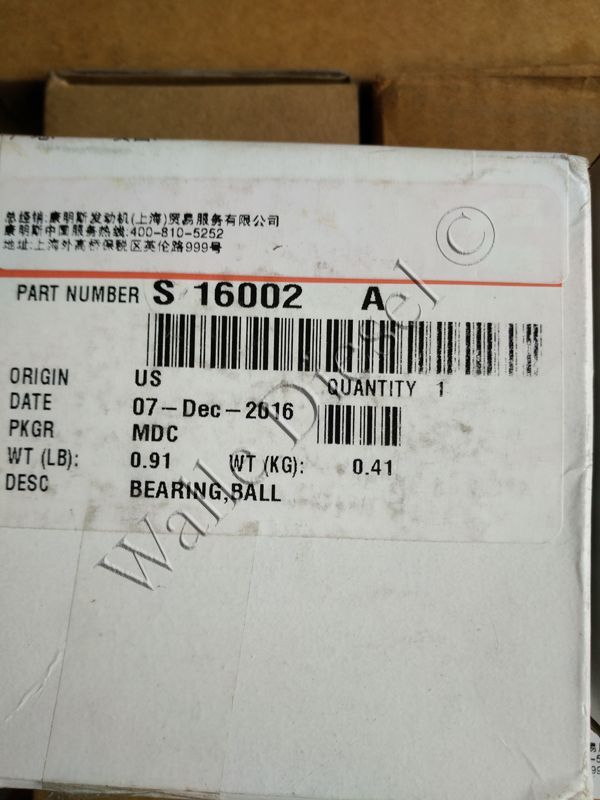 总经销:康明斯发动机(上海)贸易服务有限公司
康明斯中国服务热线:400-810-5252
地址:上海外高桥保税区英伦路999号
PART NUMBER S 16002 A
ORIGIN US QUANTITY 1
DATE 07-Dec-2016
PKGR MDC
WT (LB): 0.91 WT (KG): 0.41
DESC BEARING,BALL
Walle Diesel C